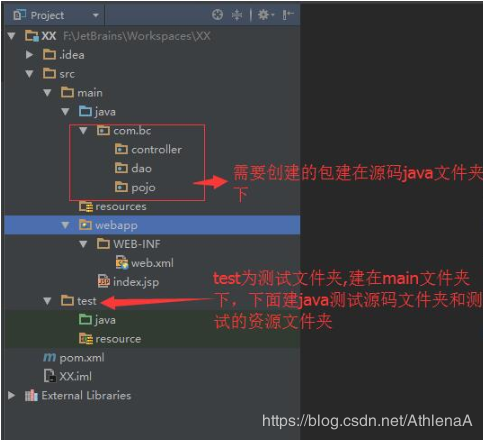 Project
XX F:\JetBrains\Workspaces\XX
.idea
src
main
java
com.bc
controller
dao
pojo
需要创建的包建在源码java文件夹
下
resources
webapp
WEB-INF
web.xml
index.jsp
test为测试文件夹,建在main文件夹
下，下面建java测试源码文件夹和测
试的资源文件夹
test
java
resource
pom.xml
XX.iml
External Libraries
https://blog.csdn.net/AthlenaA